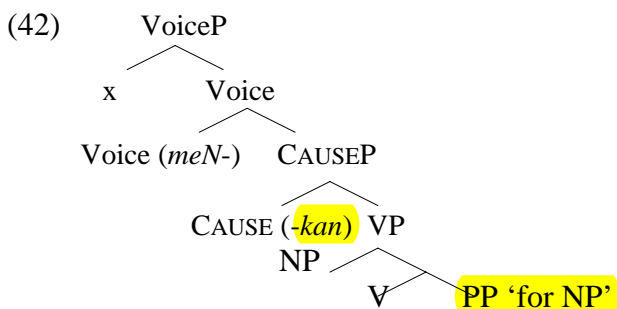 (42) VoiceP
x Voice
Voice (meN-) CAUSEP
CAUSE (-kan) VP
NP
V PP ‘for NP’